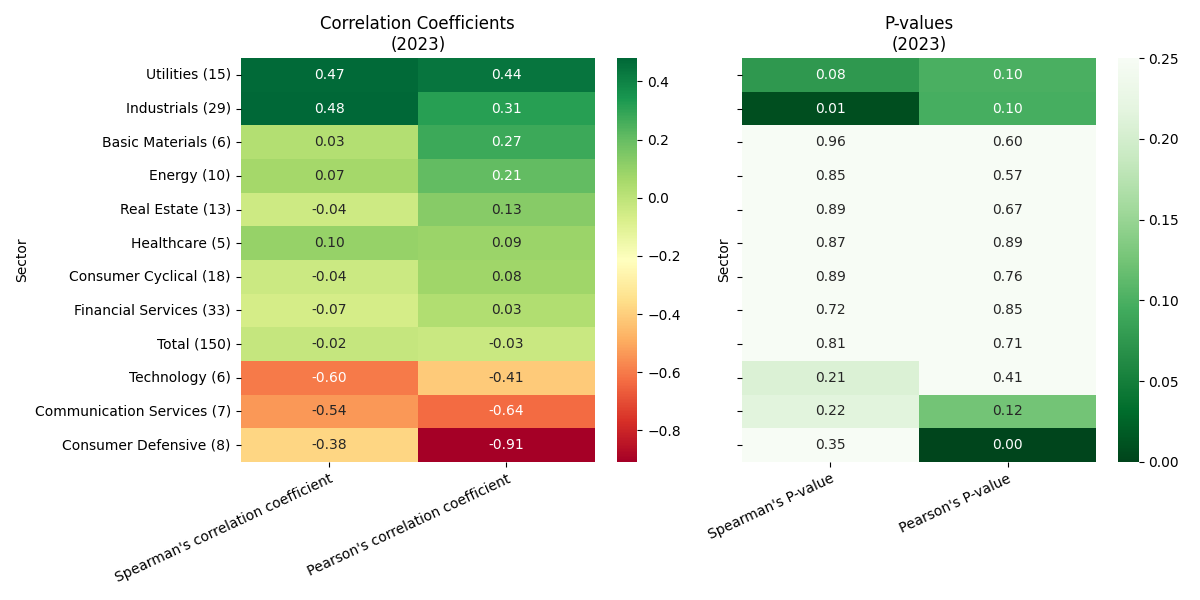 Correlation Coefficients
(2023)
Sector
Utilities (15) 0.47 0.44
Industrials (29) 0.48 0.31
Basic Materials (6) 0.03 0.27
Energy (10) 0.07 0.21
Real Estate (13) -0.04 0.13
Healthcare (5) 0.10 0.09
Consumer Cyclical (18) -0.04 0.08
Financial Services (33) -0.07 0.03
Total (150) -0.02 -0.03
Technology (6) -0.60 -0.41
Communication Services (7) -0.54 -0.64
Consumer Defensive (8) -0.38 -0.91
Spearman's correlation coefficient
Pearson's correlation coefficient
0.4
0.2
0.0
−0.2
−0.4
−0.6
−0.8
P-values
(2023)
Sector
0.08 0.10
0.01 0.10
0.96 0.60
0.85 0.57
0.89 0.67
0.87 0.89
0.89 0.76
0.72 0.85
0.81 0.71
0.21 0.41
0.22 0.12
0.35 0.00
Spearman's P-value
Pearson's P-value
0.25
0.20
0.15
0.10
0.05
0.00